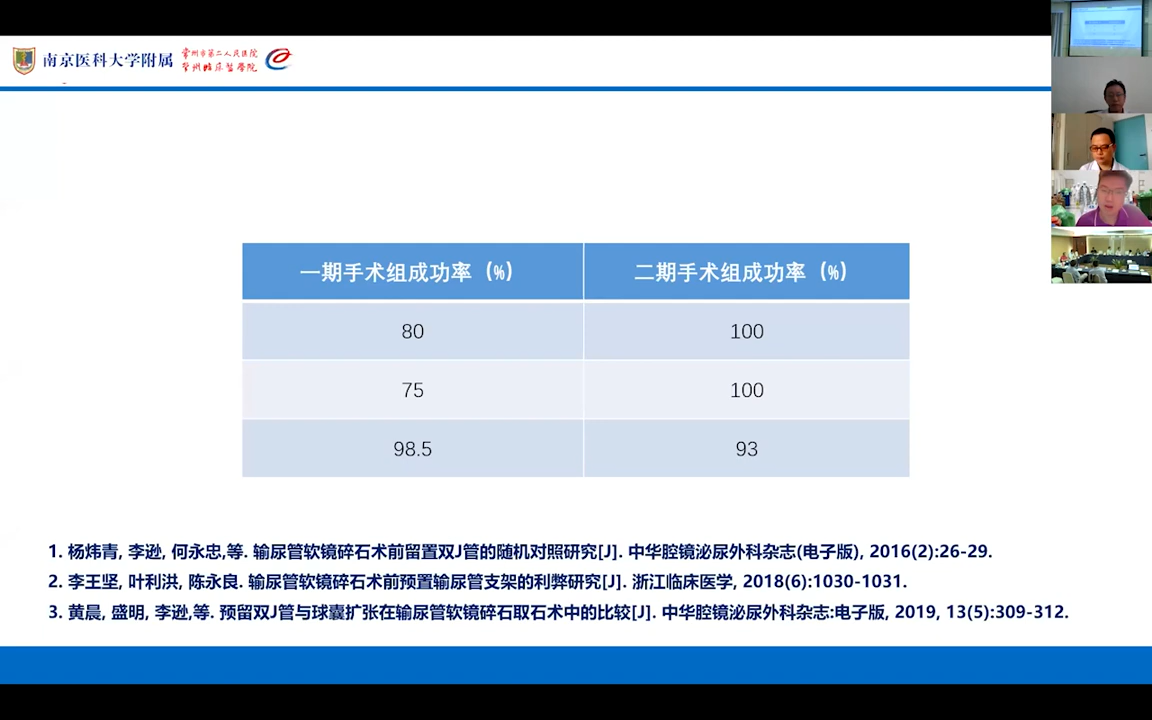 南京医科大学附属
常州市第二人民医院
常州临床医学院
一期手术组成功率（%） 二期手术组成功率（%）
80 100
75 100
98.5 93
1. 杨炜青, 李逊, 何永忠,等. 输尿管软镜碎石术前留置双J管的随机对照研究[J]. 中华腔镜泌尿外科杂志(电子版), 2016(2):26-29.
2. 李王坚, 叶利洪, 陈永良. 输尿管软镜碎石术前预置输尿管支架的利弊研究[J]. 浙江临床医学, 2018(6):1030-1031.
3. 黄晨, 盛明, 李逊,等. 预留双J管与球囊扩张在输尿管软镜碎石取石术中的比较[J]. 中华腔镜泌尿外科杂志:电子版, 2019, 13(5):309-312.